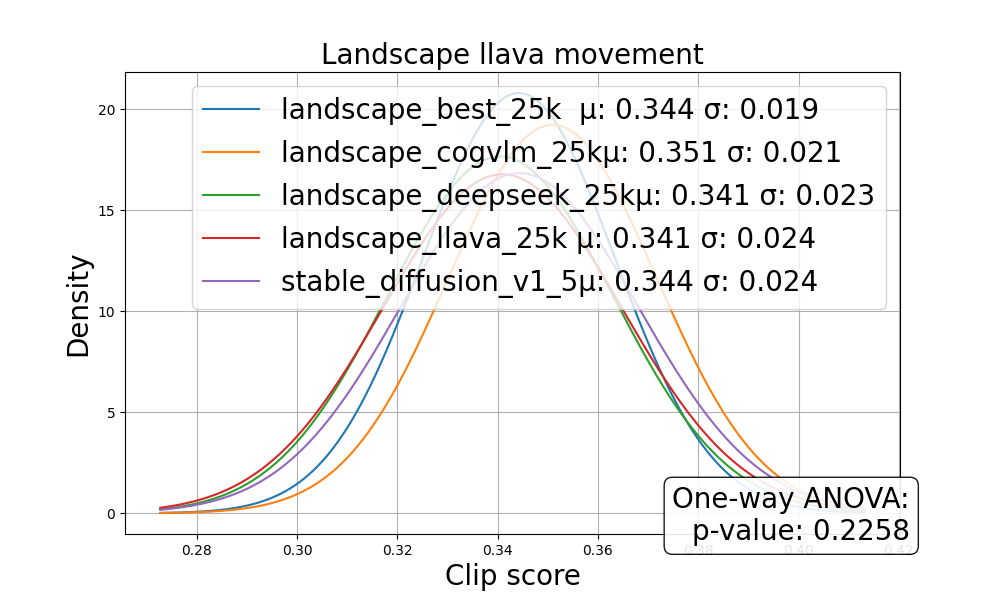 Landscape llava movement
landscape_best_25k  μ: 0.344 σ: 0.019
landscape_cogvlm_25kμ: 0.351 σ: 0.021
landscape_deepseek_25kμ: 0.341 σ: 0.023
landscape_llava_25k μ: 0.341 σ: 0.024
stable_diffusion_v1_5μ: 0.344 σ: 0.024
Density
20
15
10
5
0
One-way ANOVA:
p-value: 0.2258
0.28 0.30 0.32 0.34 0.36 0.38 0.40 0.42
Clip score